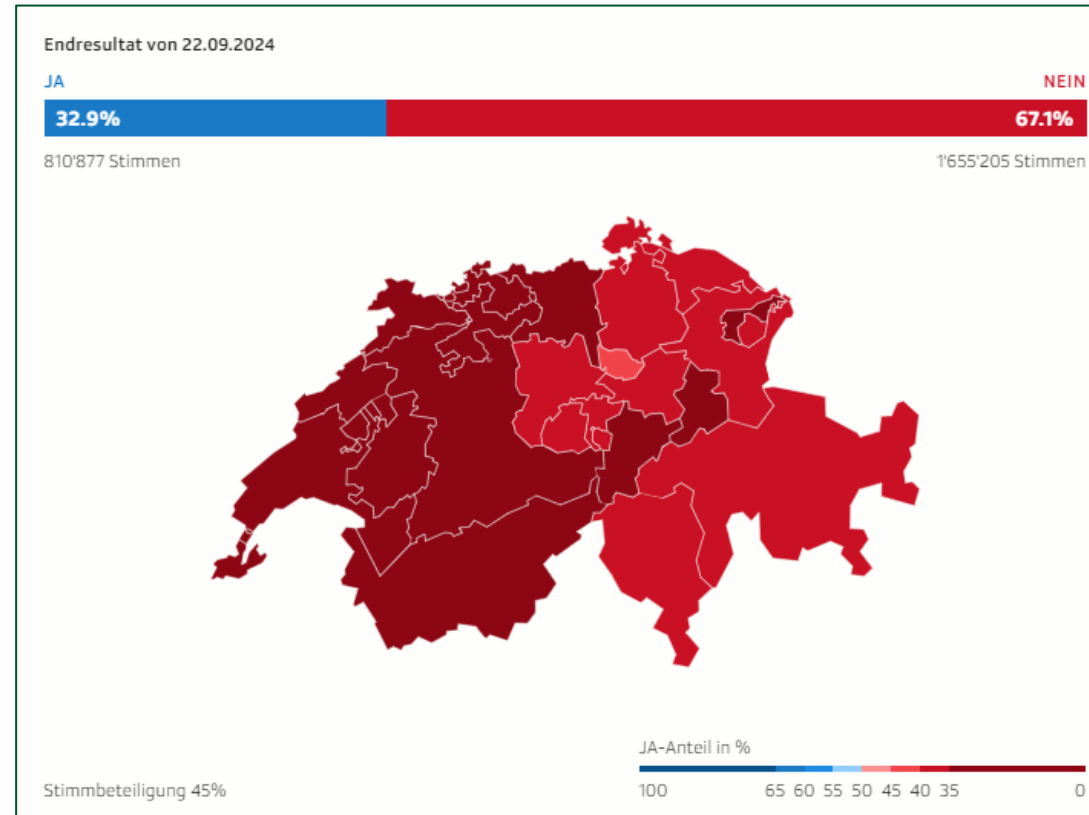 Endresultat von 22.09.2024
JA NEIN
32.9% 67.1%
810'877 Stimmen 1'655'205 Stimmen
JA-Anteil in %
100 65 60 55 50 45 40 35 0
Stimmbeteiligung 45%